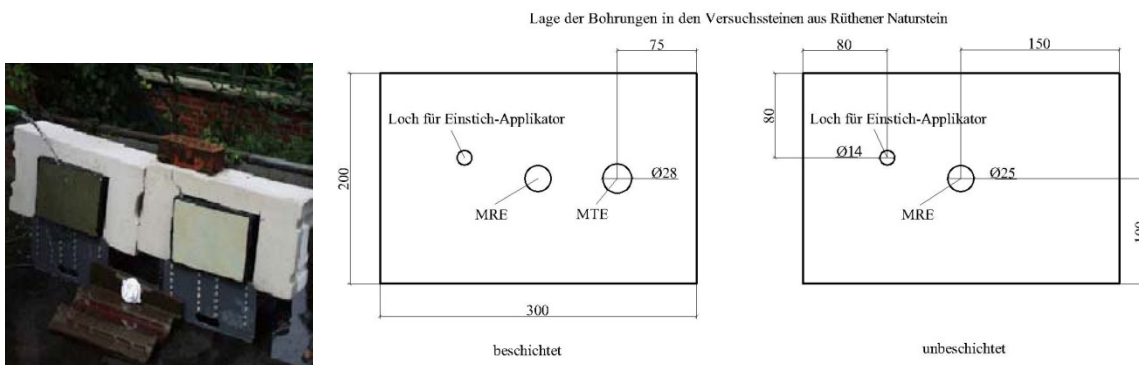 Lage der Bohrungen in den Versuchssteinen aus Rüthener Naturstein
75
80
150
Loch für Einstich-Applikator
80
Loch für Einstich-Applikator
Ø14
200
Ø28
Ø25
MRE
MTE
MRE
100
300
beschichtet
unbeschichtet